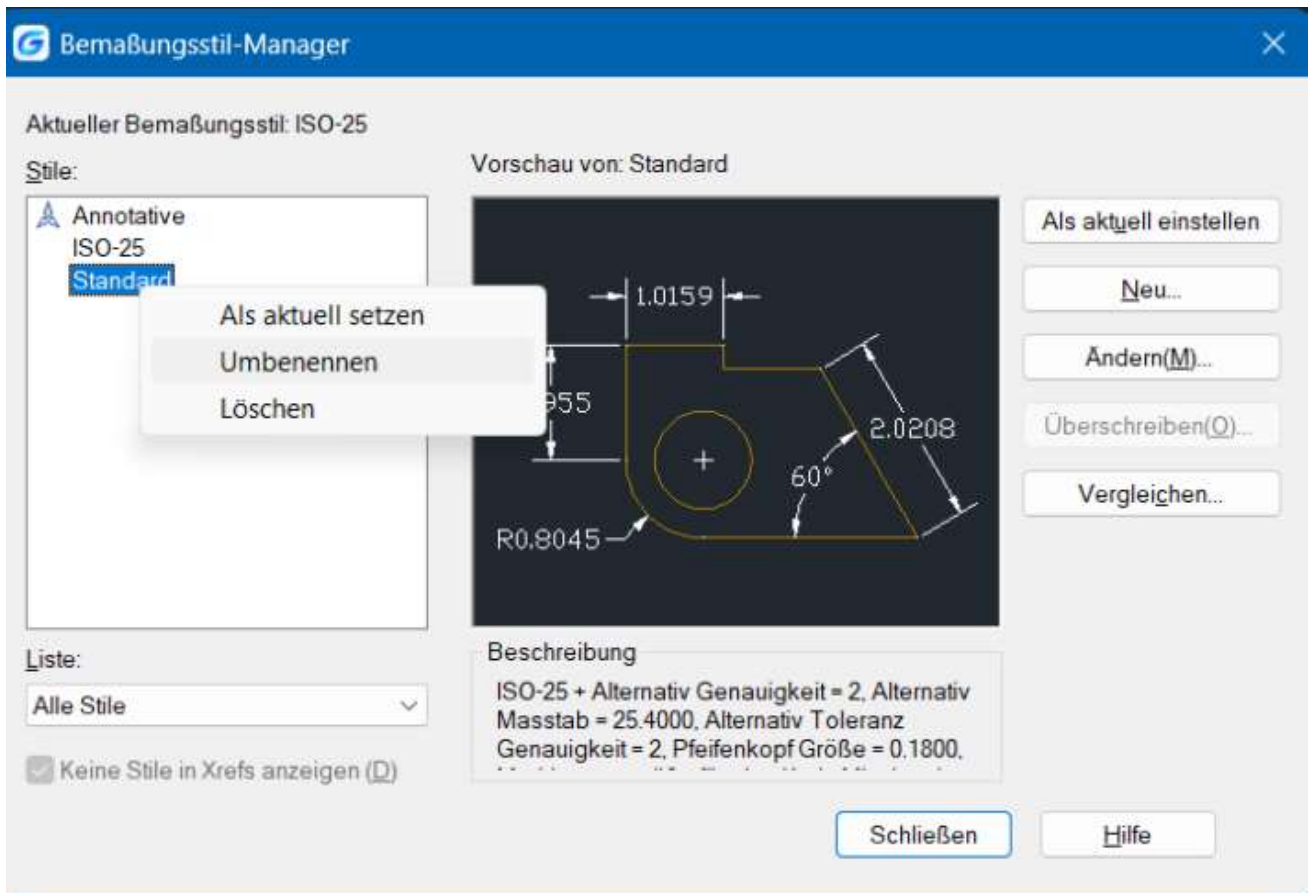 Bemaßungsstil-Manager
Aktueller Bemaßungsstil: ISO-25
Stile:
Annotative
ISO-25
Standard
Als aktuell setzen
Umbenennen
Löschen
Liste:
Alle Stile
Keine Stile in Xrefs anzeigen (D)
Vorschau von: Standard
1.0159
955
2.0208
60°
R0.8045
Beschreibung
ISO-25 + Alternativ Genauigkeit = 2, Alternativ
Masstab = 25.4000, Alternativ Toleranz
Genauigkeit = 2, Pfeifenkopf Größe = 0.1800,
Als aktuell einstellen
Neu...
Ändern(M)...
Überschreiben(O)...
Vergleichen...
Schließen
Hilfe